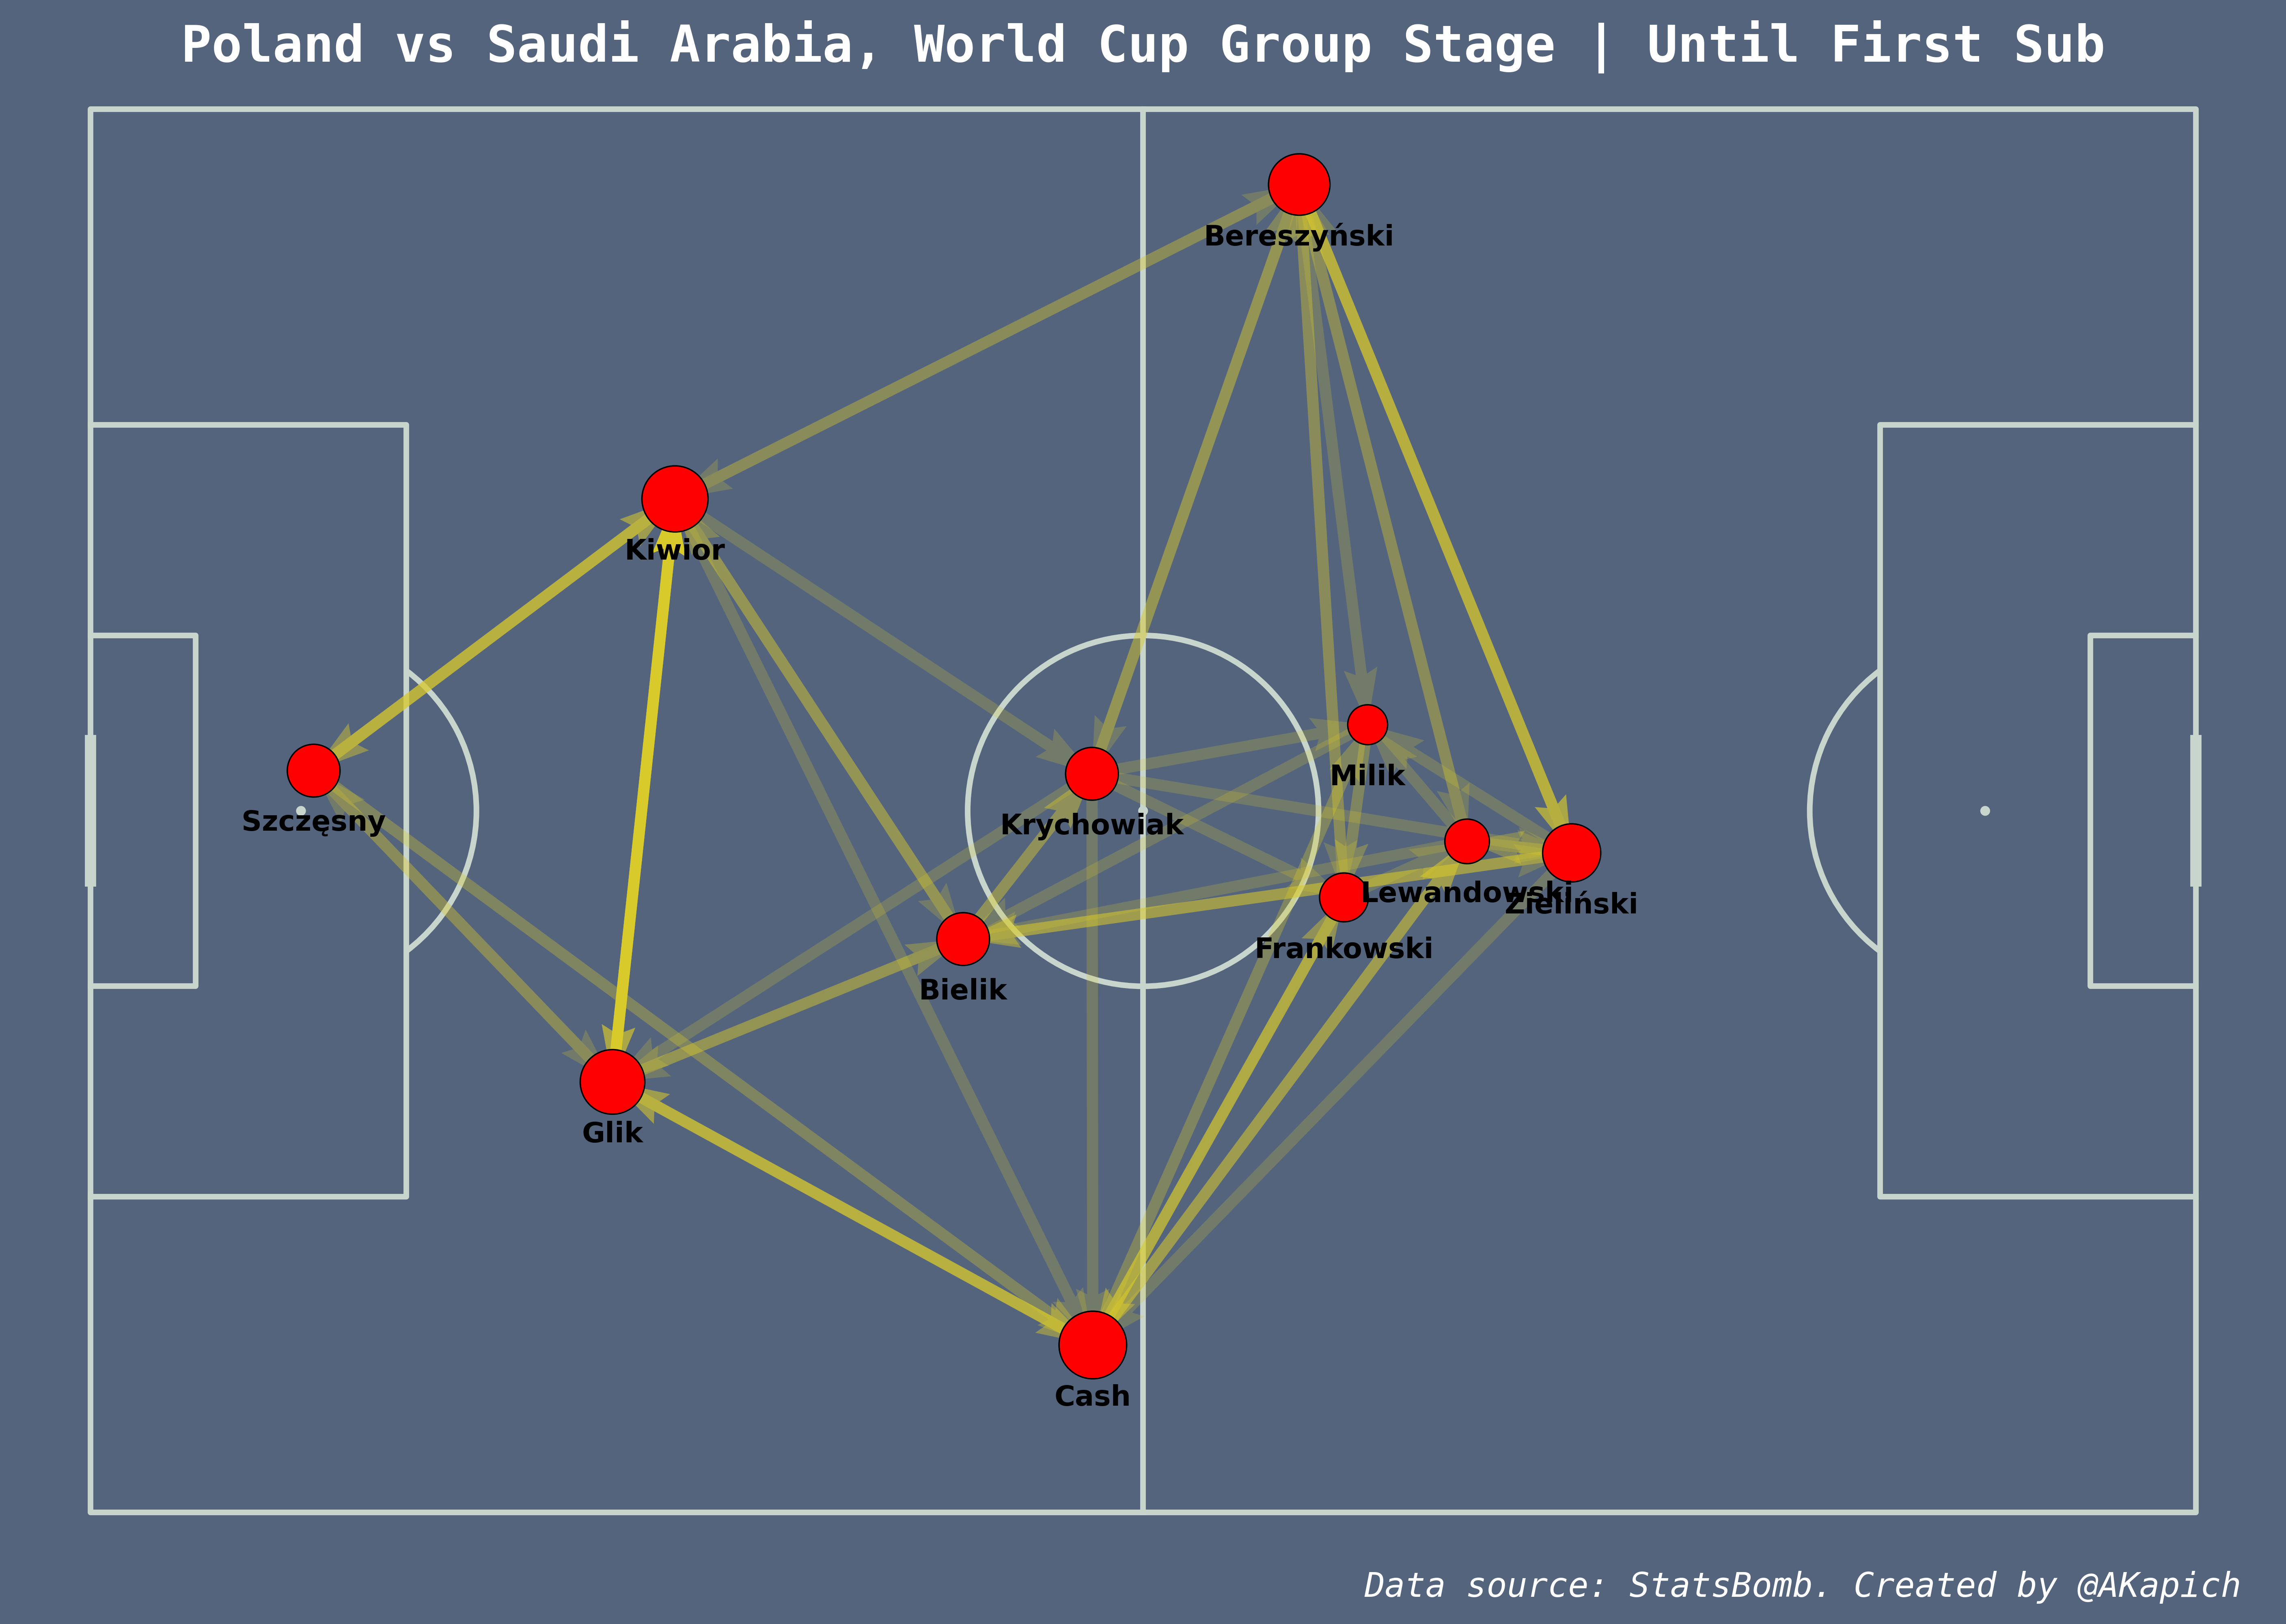 Poland vs Saudi Arabia, World Cup Group Stage | Until First Sub
Bereszyński
Kiwior
Milik
Szczęsny
Krychowiak
Lewandowski
Zieliński
Frankowski
Bielik
Glik
Cash
Data source: StatsBomb. Created by @AKapich